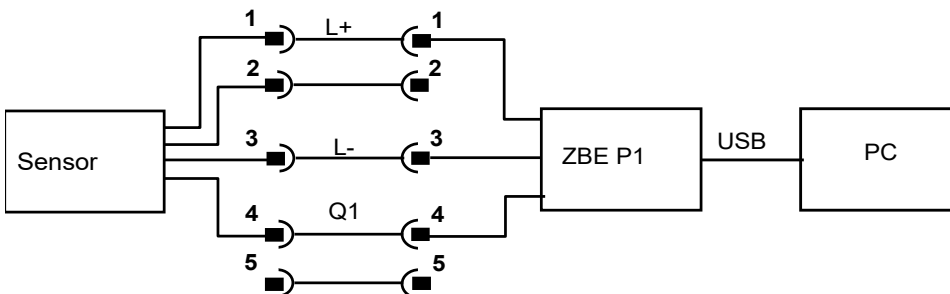 1 L+ 1
2 2
3 L- 3
Sensor ZBE P1 USB PC
4 Q1 4
5 5